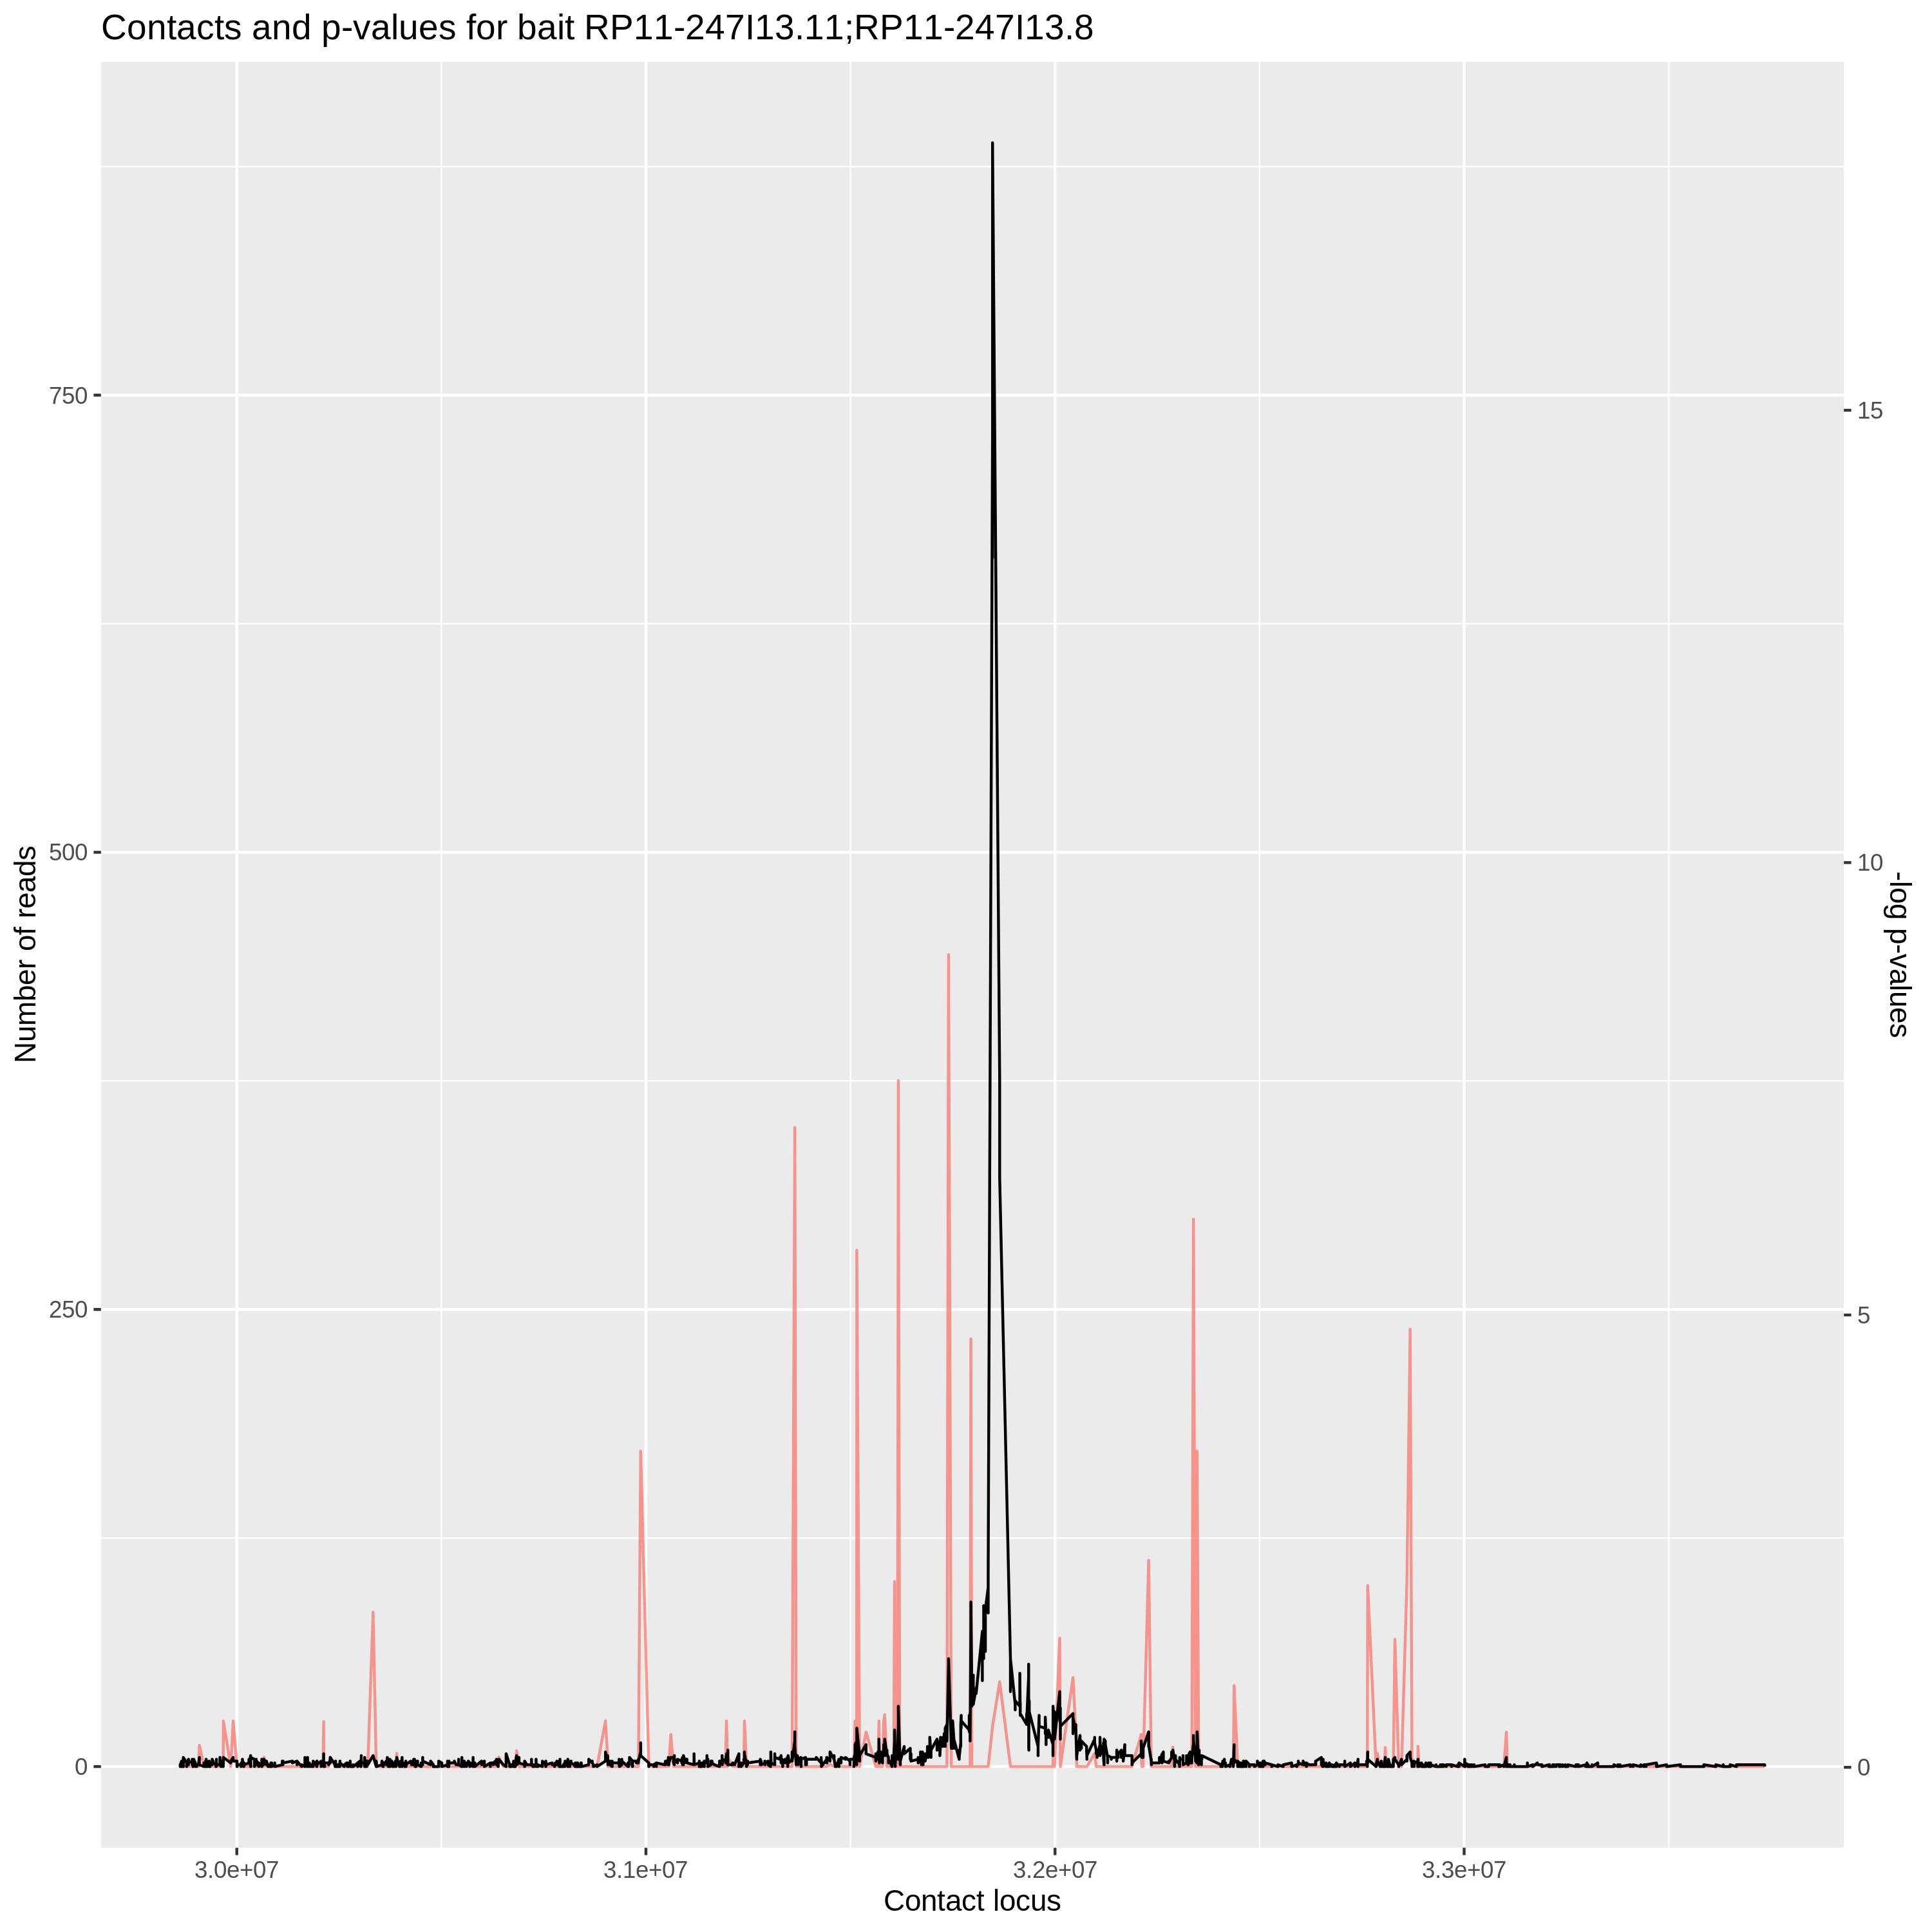 Contacts and p-values for bait RP11-247I13.11;RP11-247I13.8
750
500
250
0
Number of reads
15
10
5
0
-log p-values
3.0e+07
3.1e+07
3.2e+07
3.3e+07
Contact locus